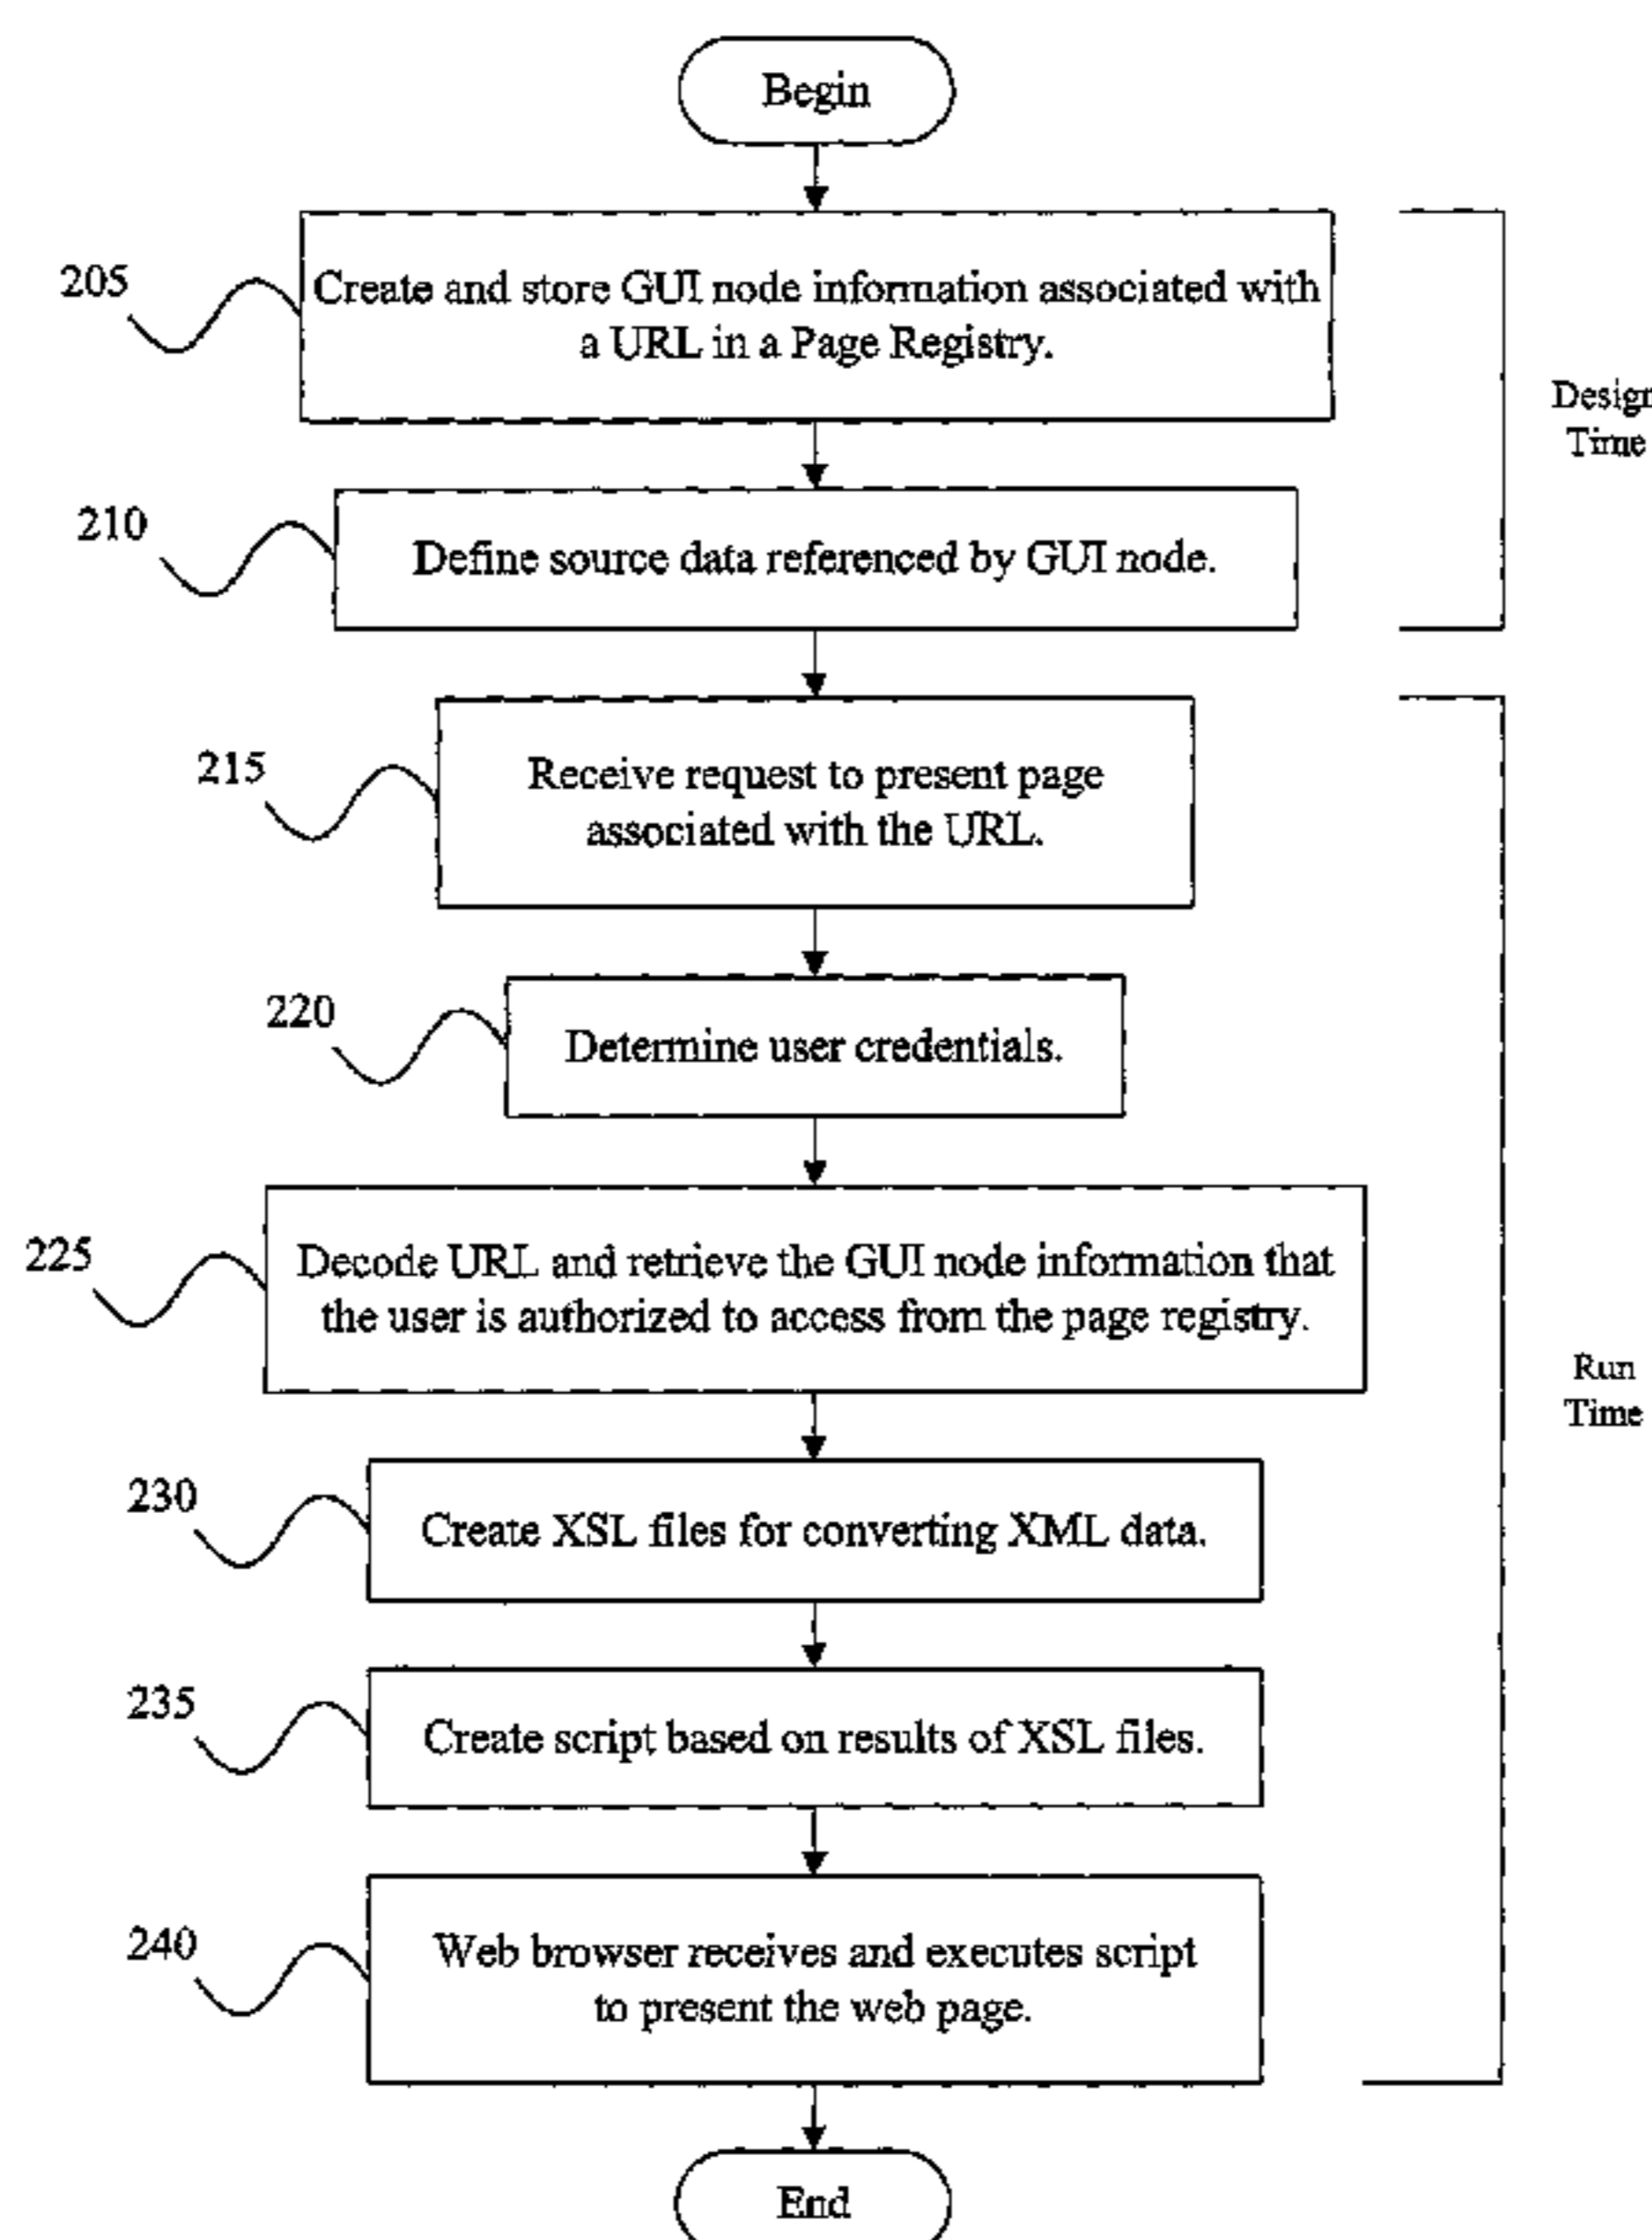 Begin
205
Create and store GUI node information associated with
a URL in a Page Registry.
Design
Time
210
Define source data referenced by GUI node.
215
Receive request to present page
associated with the URL.
220
Determine user credentials.
225
Decode URL and retrieve the GUI node information that
the user is authorized to access from the page registry.
Run
Time
230
Create XSL files for converting XML data.
235
Create script based on results of XSL files.
240
Web browser receives and executes script
to present the web page.
End